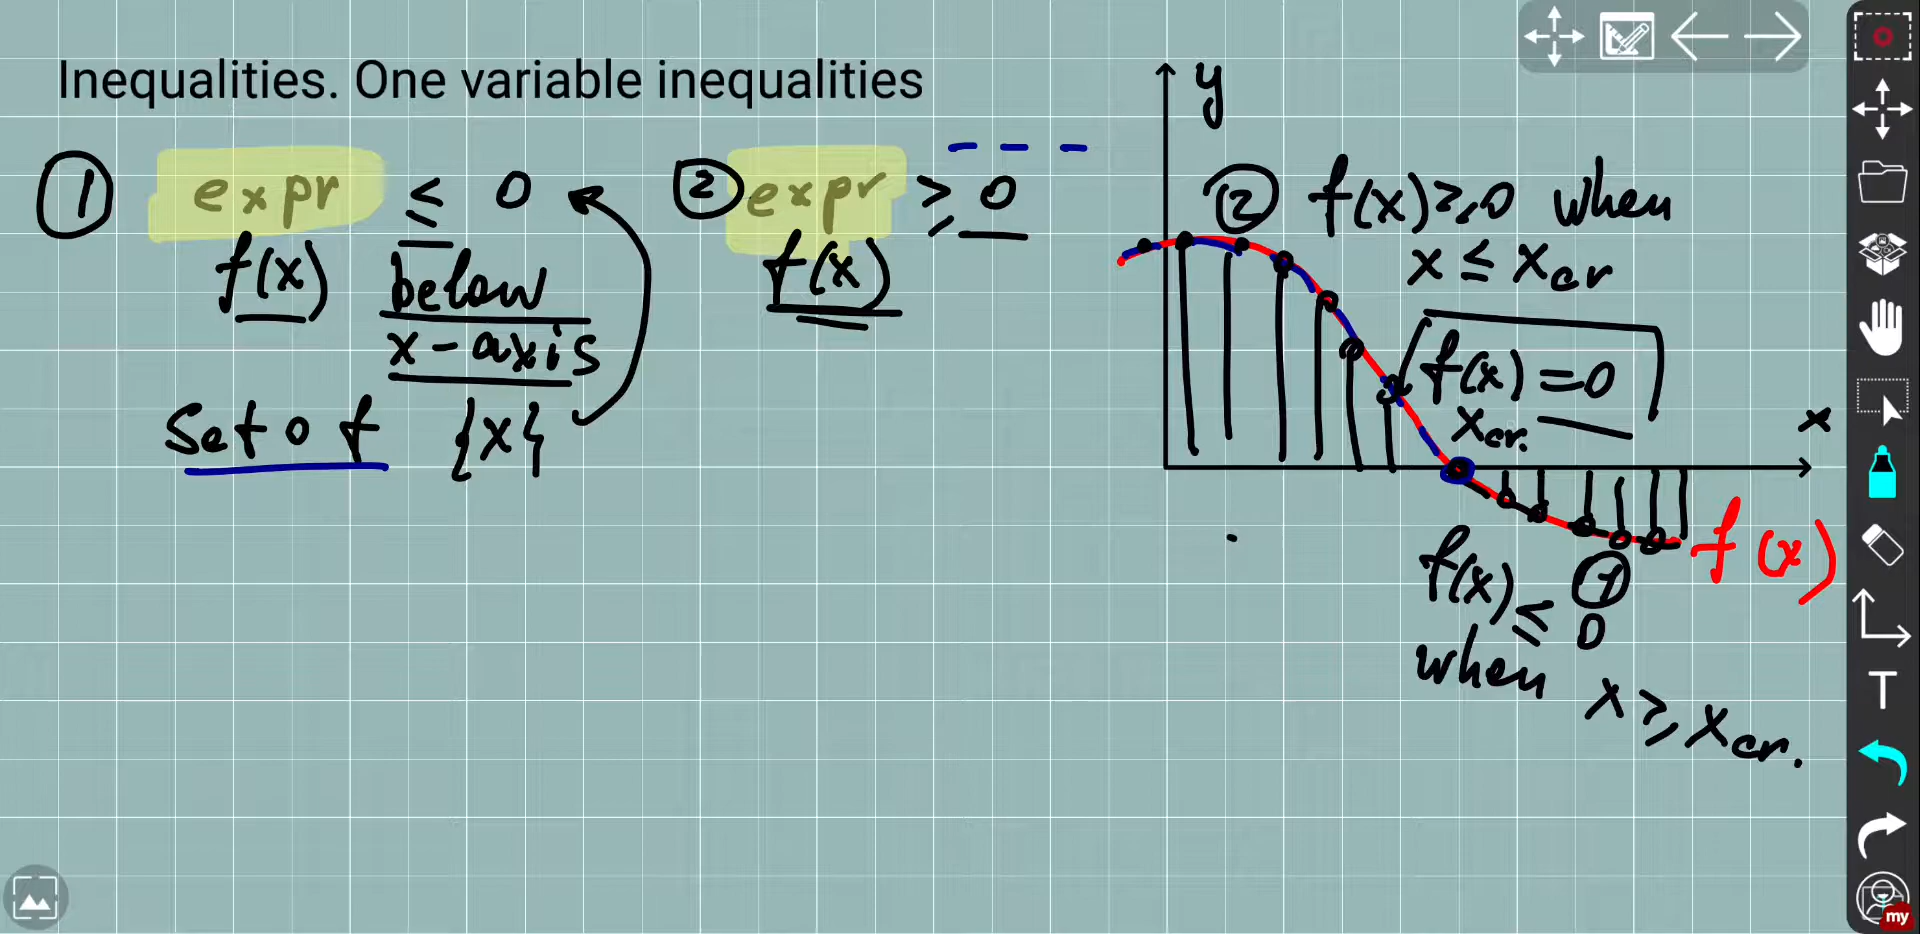 Inequalities. One variable inequalities
① expr ≤ 0
f(x) below
x-axis
Set of {x}
② expr ≥ 0
f(x)
y
② f(x) ≥ 0 when
x ≤ xcr
f(x) = 0
xcr.
x
f(x)
①
f(x) ≤ 0
when x ≥ xcr.
T
my